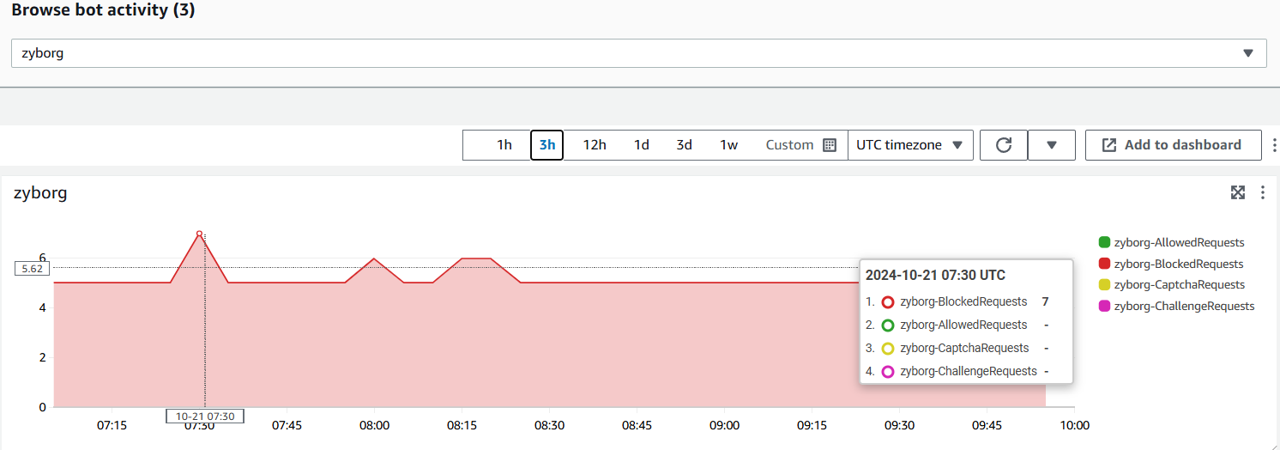 Browse bot activity (3)
zyborg
1h 3h 12h 1d 3d 1w Custom UTC timezone Add to dashboard
zyborg
6
5.62
4
2
0
zyborg-AllowedRequests
zyborg-BlockedRequests
zyborg-CaptchaRequests
zyborg-ChallengeRequests
2024-10-21 07:30 UTC
1. zyborg-BlockedRequests 7
2. zyborg-AllowedRequests -
3. zyborg-CaptchaRequests -
4. zyborg-ChallengeRequests -
10-21 07:30
07:15 07:30 07:45 08:00 08:15 08:30 08:45 09:00 09:15 09:30 09:45 10:00